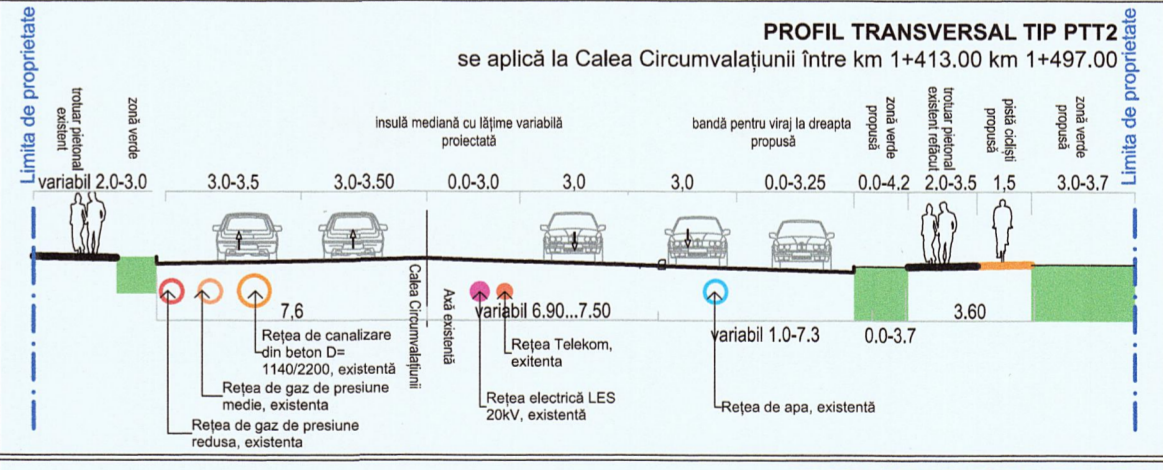 PROFIL TRANSVERSAL TIP PTT2
se aplică la Calea Circumvalațiunii între km 1+413.00 km 1+497.00
Limita de proprietate
trotuar pietonal
existent
zonă verde
insulă mediană cu lățime variabilă
proiectată
bandă pentru viraj la dreapta
propusă
zonă verde
propusă
trotuar pietonal
existent refăcut
pistă cicliști
propusă
zonă verde
propusă
Limita de proprietate
variabil 2.0-3.0
3.0-3.5
3.0-3.50
0.0-3.0
3,0
3,0
0.0-3.25
0.0-4.2
2.0-3.5
1,5
3.0-3.7
7,6
Calea Circumvalațiunii
Axă existentă
variabil 6.90...7.50
variabil 1.0-7.3
0.0-3.7
3.60
Rețea de canalizare
din beton D=
1140/2200, existentă
Rețea de gaz de presiune
medie, existenta
Rețea de gaz de presiune
redusa, existenta
Rețea Telekom,
exitenta
Rețea electrică LES
20kV, existentă
Rețea de apa, existentă